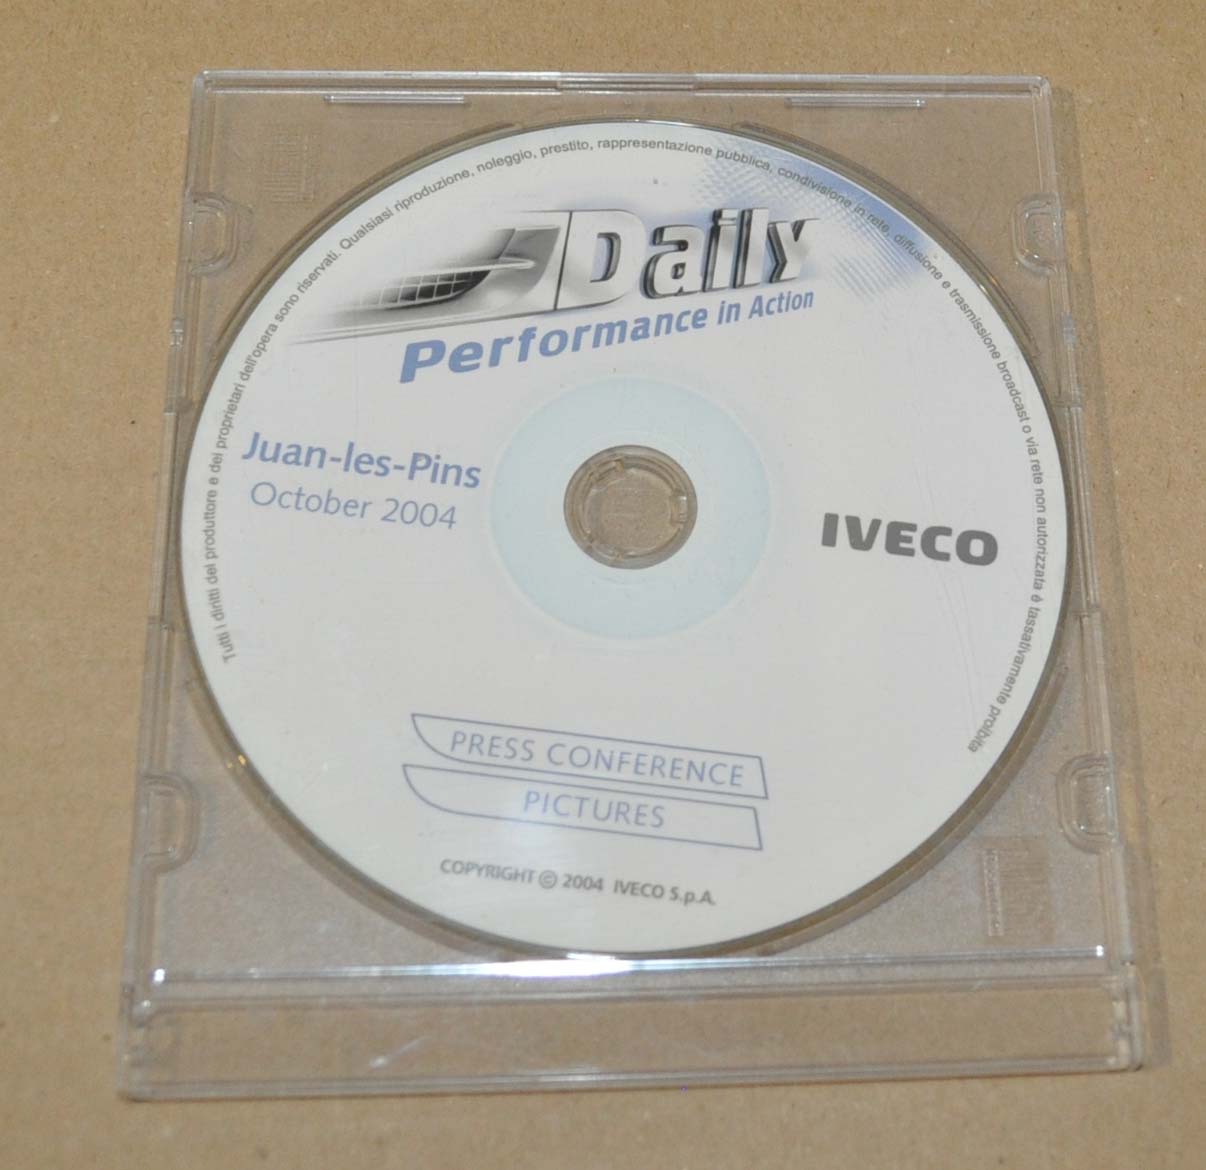 Tutti i diritti del produttore e dei proprietari dell'opera sono riservati. Qualsiasi riproduzione, noleggio, prestito, rappresentazione pubblica, condivisione in rete, diffusione e trasmissione broadcast o via rete non autorizzata è tassativamente proibita
Daily
Performance in Action
Juan-les-Pins
October 2004
IVECO
PRESS CONFERENCE
PICTURES
COPYRIGHT © 2004 IVECO S.p.A.